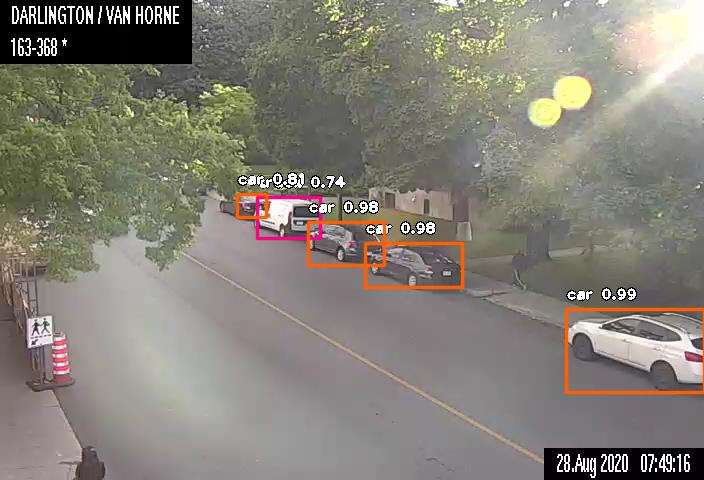 DARLINGTON / VAN HORNE
163-368 *
car 0.81
0.74
car 0.98
car 0.98
car 0.99
28.Aug 2020 07:49:16